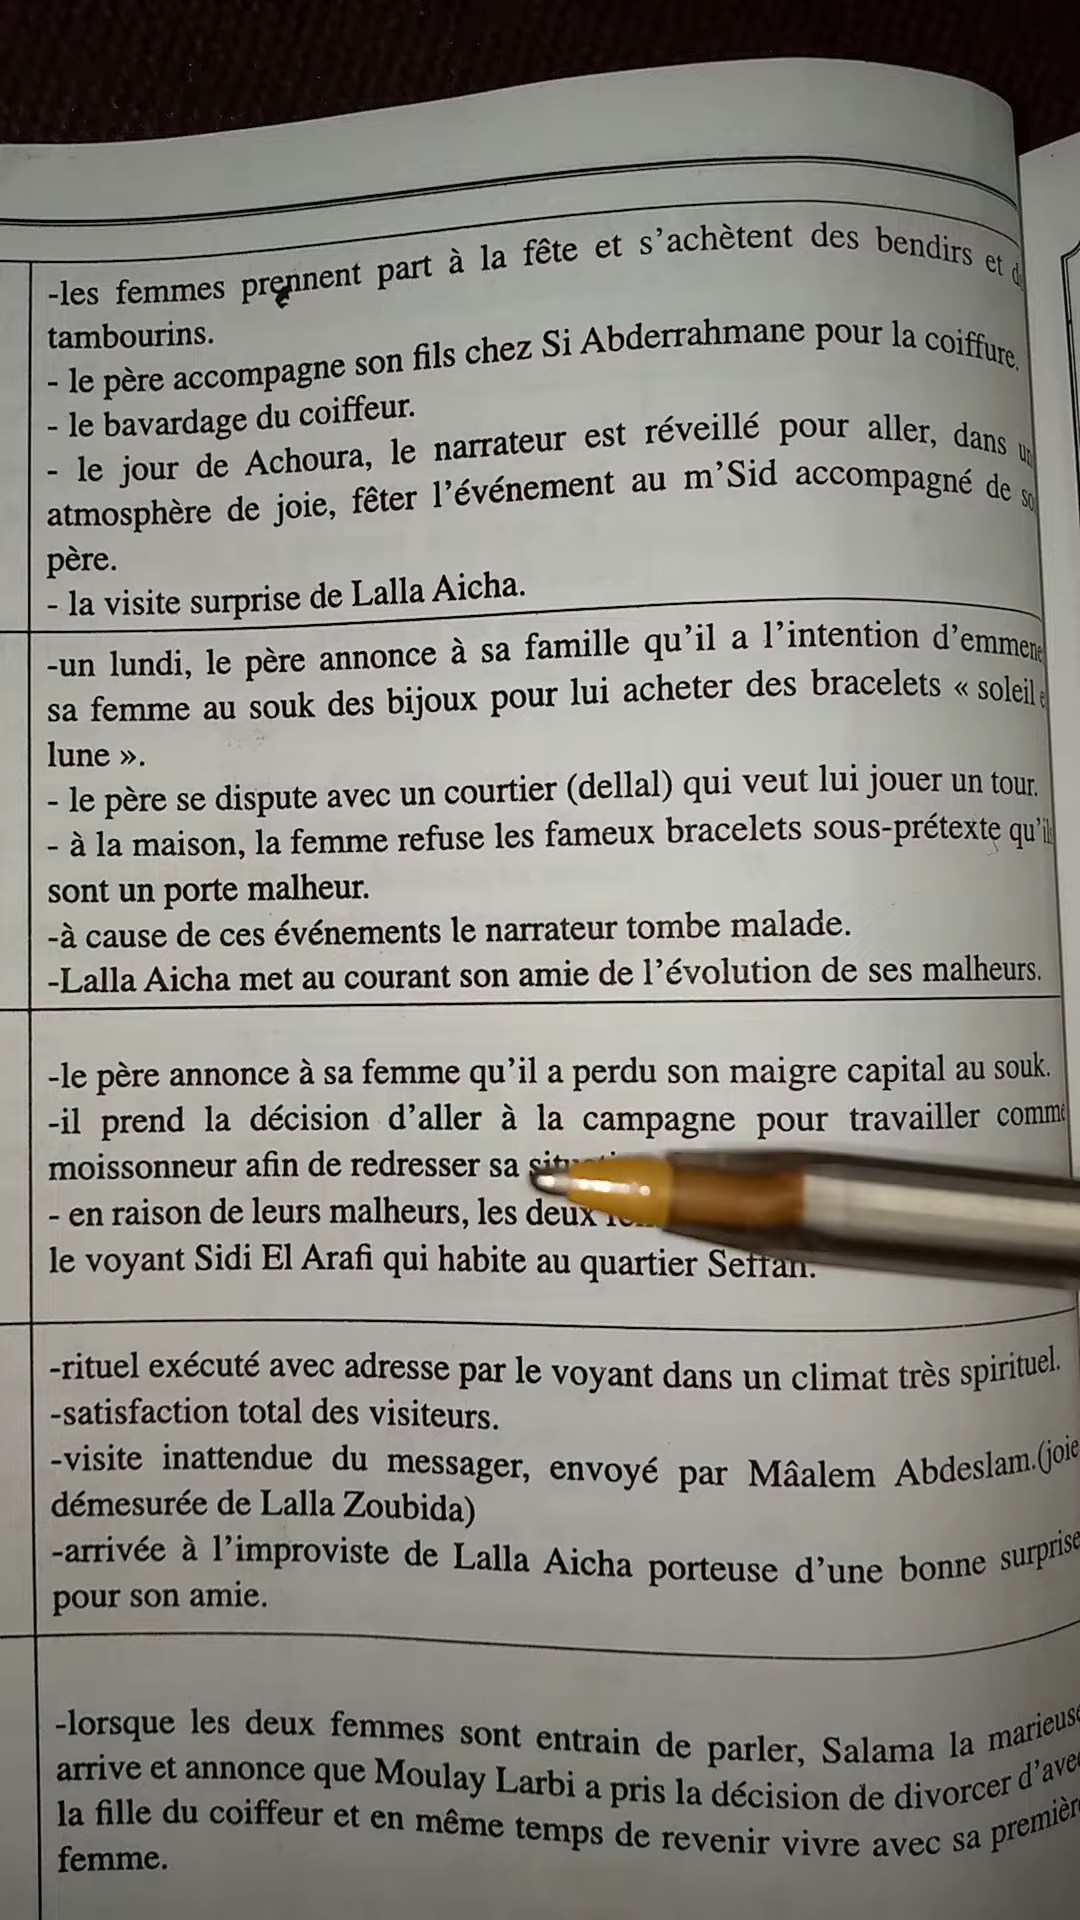 -les femmes prennent part à la fête et s'achètent des bendirs et
tambourins.
- le père accompagne son fils chez Si Abderrahmane pour la coiffure.
- le bavardage du coiffeur.
- le jour de Achoura, le narrateur est réveillé pour aller, dans
atmosphère de joie, fêter l'événement au m'Sid accompagné de
père.
- la visite surprise de Lalla Aicha.
-un lundi, le père annonce à sa famille qu'il a l'intention d'emmene
sa femme au souk des bijoux pour lui acheter des bracelets « soleil
lune ».
- le père se dispute avec un courtier (dellal) qui veut lui jouer un tour.
- à la maison, la femme refuse les fameux bracelets sous-prétexte qu'il
sont un porte malheur.
-à cause de ces événements le narrateur tombe malade.
-Lalla Aicha met au courant son amie de l'évolution de ses malheurs.
-le père annonce à sa femme qu'il a perdu son maigre capital au souk.
-il prend la décision d'aller à la campagne pour travailler comme
moissonneur afin de redresser sa
- en raison de leurs malheurs, les deux
le voyant Sidi El Arafi qui habite au quartier Seffan.
-rituel exécuté avec adresse par le voyant dans un climat très spirituel.
-satisfaction total des visiteurs.
-visite inattendue du messager, envoyé par Mâalem Abdeslam.(joie
démesurée de Lalla Zoubida)
-arrivée à l'improviste de Lalla Aicha porteuse d'une bonne surprise
pour son amie.
-lorsque les deux femmes sont entrain de parler, Salama la marieuse
arrive et annonce que Moulay Larbi a pris la décision de divorcer d'avec
la fille du coiffeur et en même temps de revenir vivre avec sa premièr
femme.